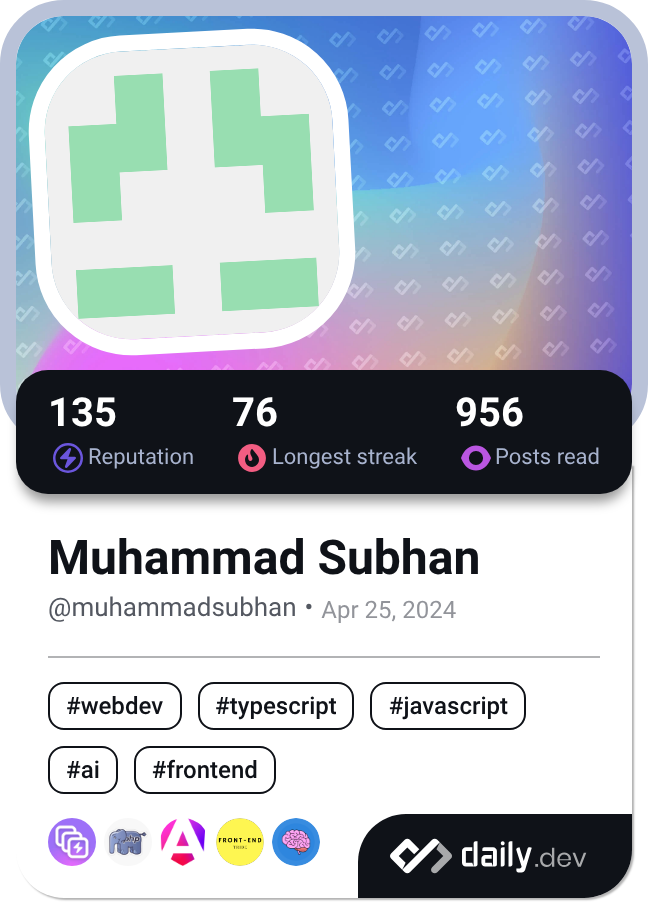 135 76 956
Reputation Longest streak Posts read
Muhammad Subhan
@muhammadsubhan • Apr 25, 2024
#webdev #typescript #javascript
#ai #frontend
php FRONT-END
daily.dev